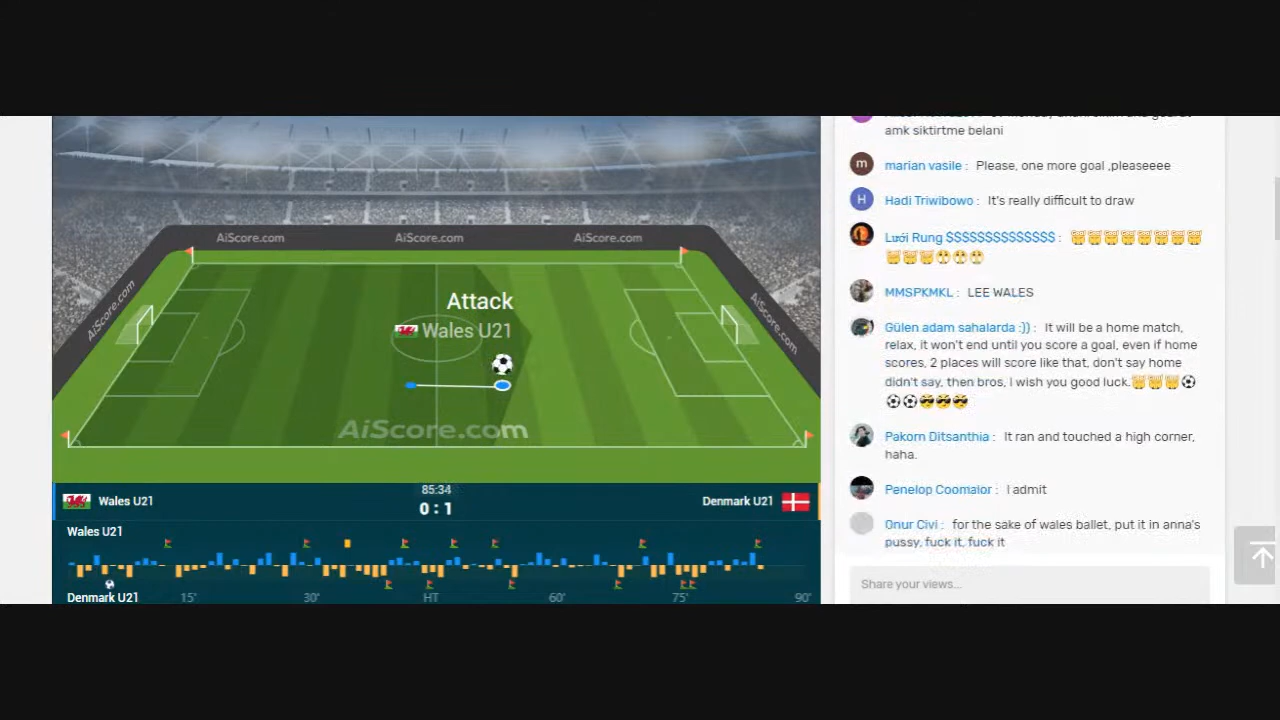 amk siktirtme belani
m marian vasile : Please, one more goal ,pleaseeee
H Hadi Triwibowo : It's really difficult to draw
Lưới Rung $$$$$$$$$$$$$$ :
MMSPKMKL : LEE WALES
Gülen adam sahalarda :)) : It will be a home match,
relax, it won't end until you score a goal, even if home
scores, 2 places will score like that, don't say home
didn't say, then bros, I wish you good luck.
Pakorn Ditsanthia : It ran and touched a high corner,
haha.
Penelop Coomalor : I admit
Onur Civi : for the sake of wales ballet, put it in anna's
pussy, fuck it, fuck it
Share your views...
AiScore.com AiScore.com AiScore.com
AiScore.com
AiScore.com
Attack
Wales U21
AiScore.com
Wales U21
85:34
0 : 1
Denmark U21
Wales U21
Denmark U21 15' 30' HT 60' 75' 90'